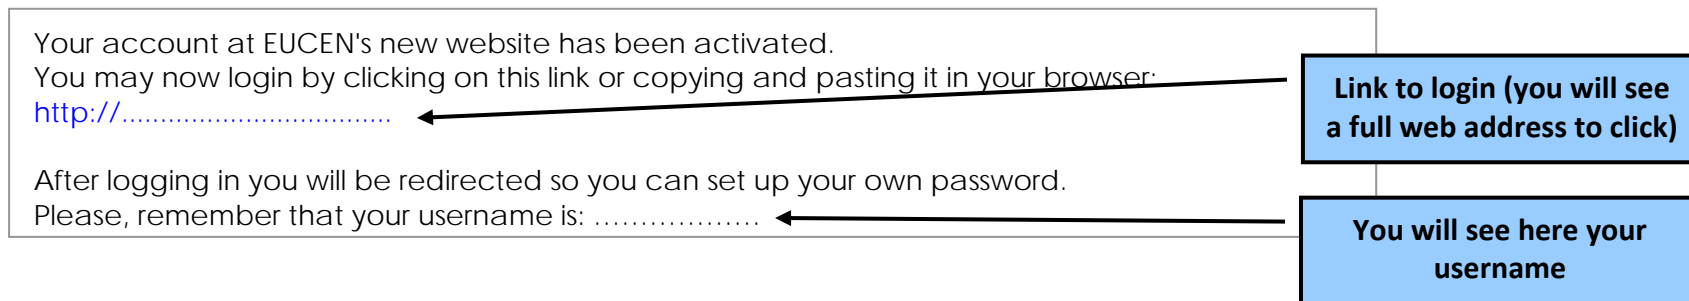 Your account at EUCEN's new website has been activated.
You may now login by clicking on this link or copying and pasting it in your browser:
http://...................................
After logging in you will be redirected so you can set up your own password.
Please, remember that your username is: ..................
Link to login (you will see
a full web address to click)
You will see here your
username